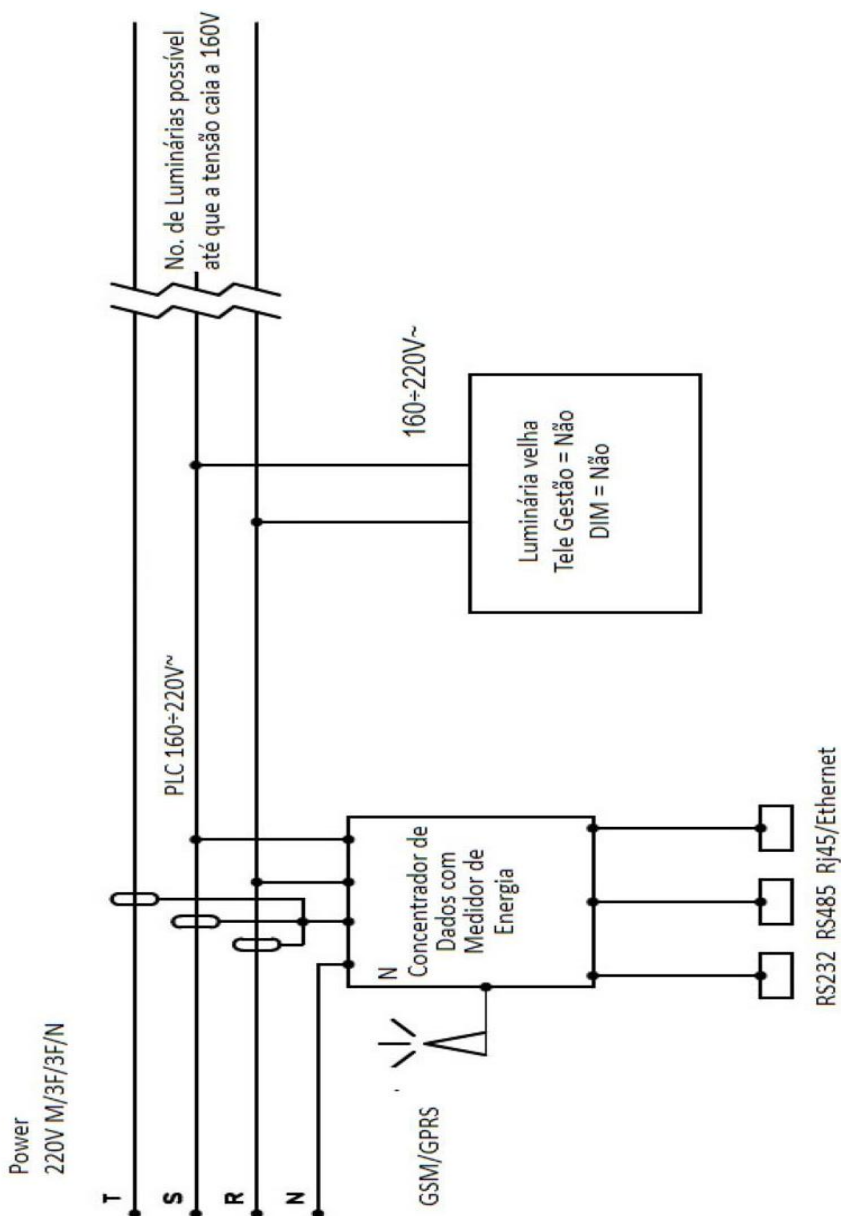 Power
220V M/3F/3F/N
T
S
R
N
PLC 160÷220V~
No. de Luminárias possível
até que a tensão caia a 160V
160÷220V~
GSM/GPRS
N
Concentrador de
Dados com
Medidor de
Energia
Luminária velha
Tele Gestão = Não
DIM = Não
RS232 RS485 Rj45/Ethernet